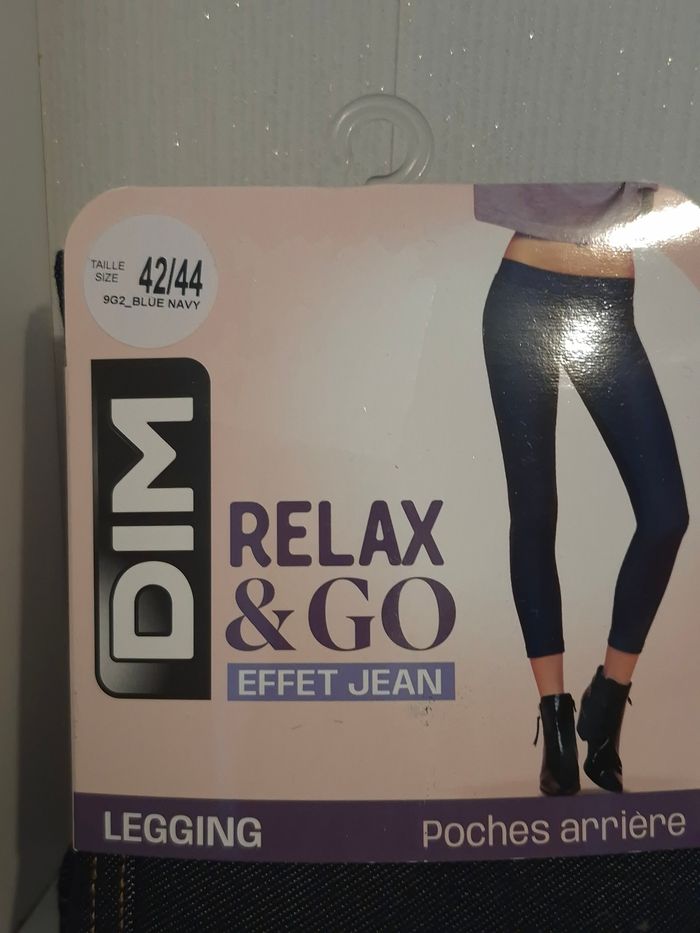 TAILLE
SIZE
42/44
9G2_BLUE NAVY
DIM
RELAX
& GO
EFFET JEAN
LEGGING
Poches arrière